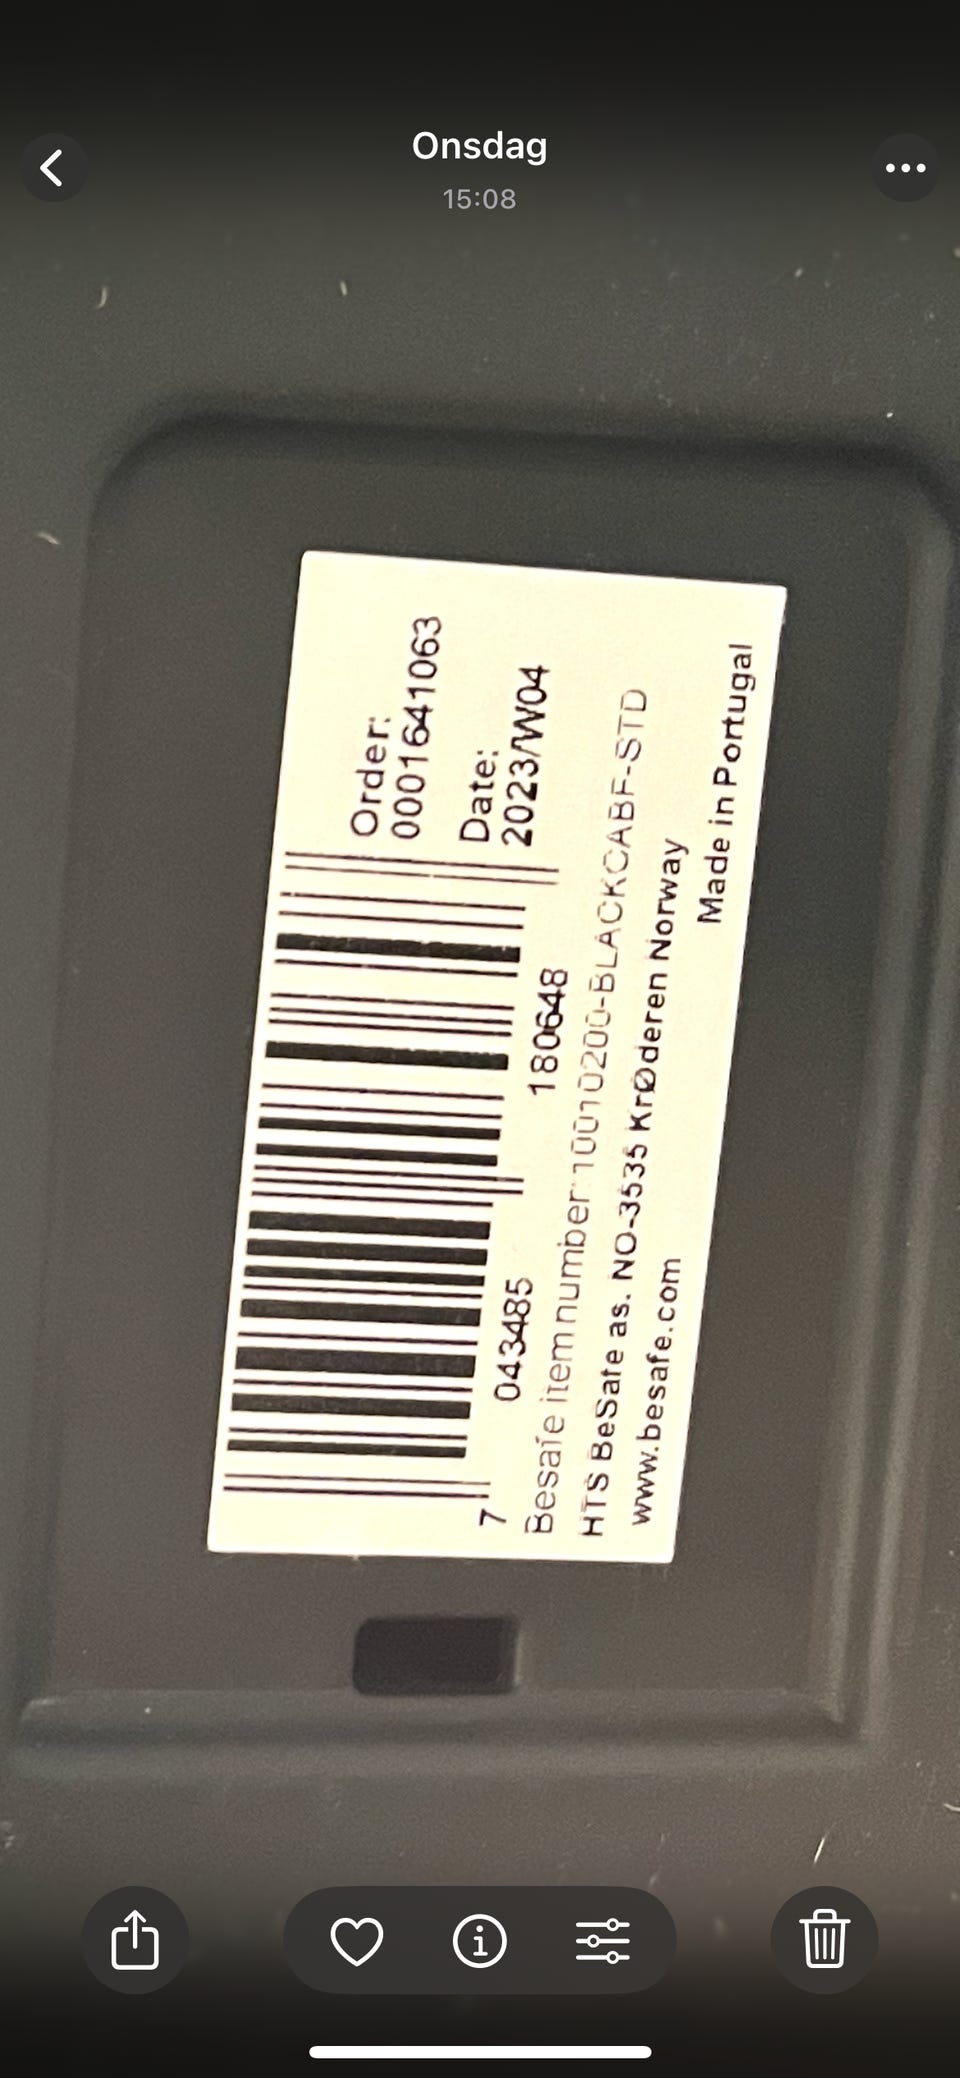 Onsdag
15:08
Order:
0001641063
Date:
2023/W04
7 043485 180648
Besafe item number:10010200-BLACKCABF-STD
HTS BeSafe as. NO-3535 KrØderen Norway
www.besafe.com
Made in Portugal